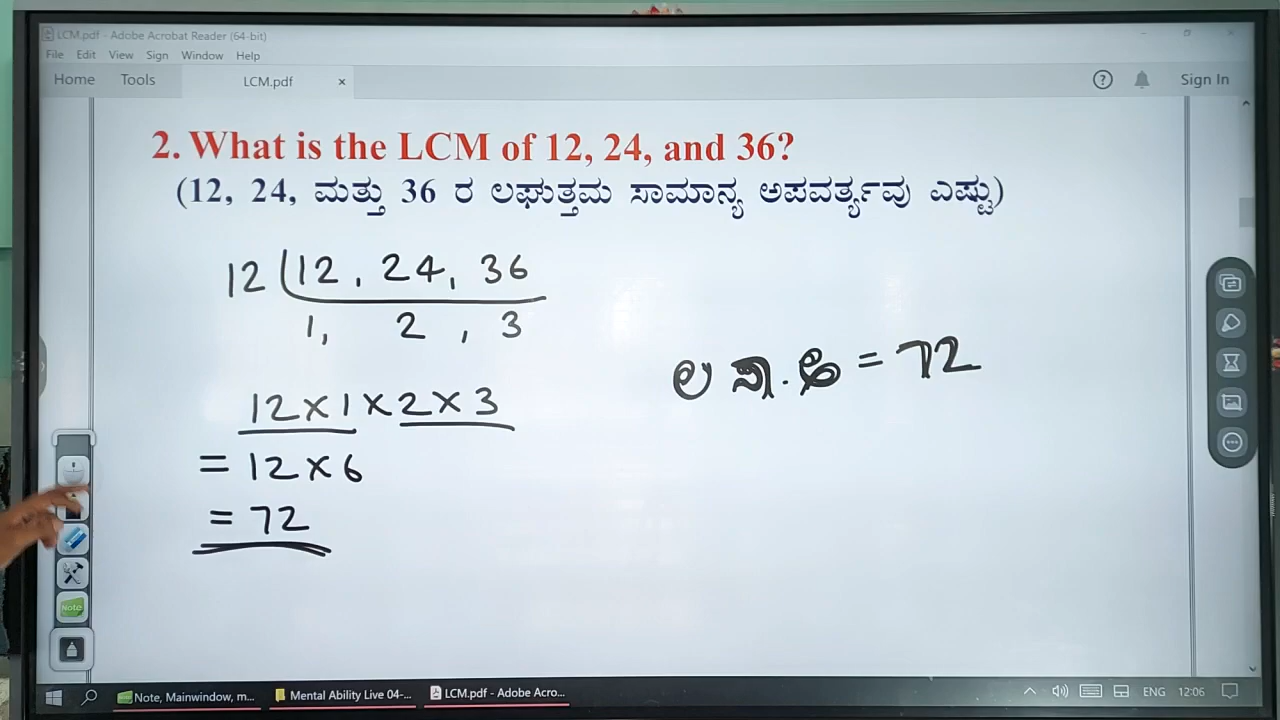 LCM.pdf - Adobe Acrobat Reader (64-bit)
File Edit View Sign Window Help
Home Tools LCM.pdf × ? Sign In
2. What is the LCM of 12, 24, and 36?
(12, 24, ಮತ್ತು 36 ರ ಲಘುತ್ತಮ ಸಾಮಾನ್ಯ ಅಪವರ್ತ್ಯವು ಎಷ್ಟು)
12 (12, 24, 36
1, 2, 3
ಲ ಸಾ. ಅ = 72
12 × 1 × 2 × 3
= 12 × 6
= 72
Note
Note, Mainwindow, m... Mental Ability Live 04-... LCM.pdf - Adobe Acro... ENG 12:06